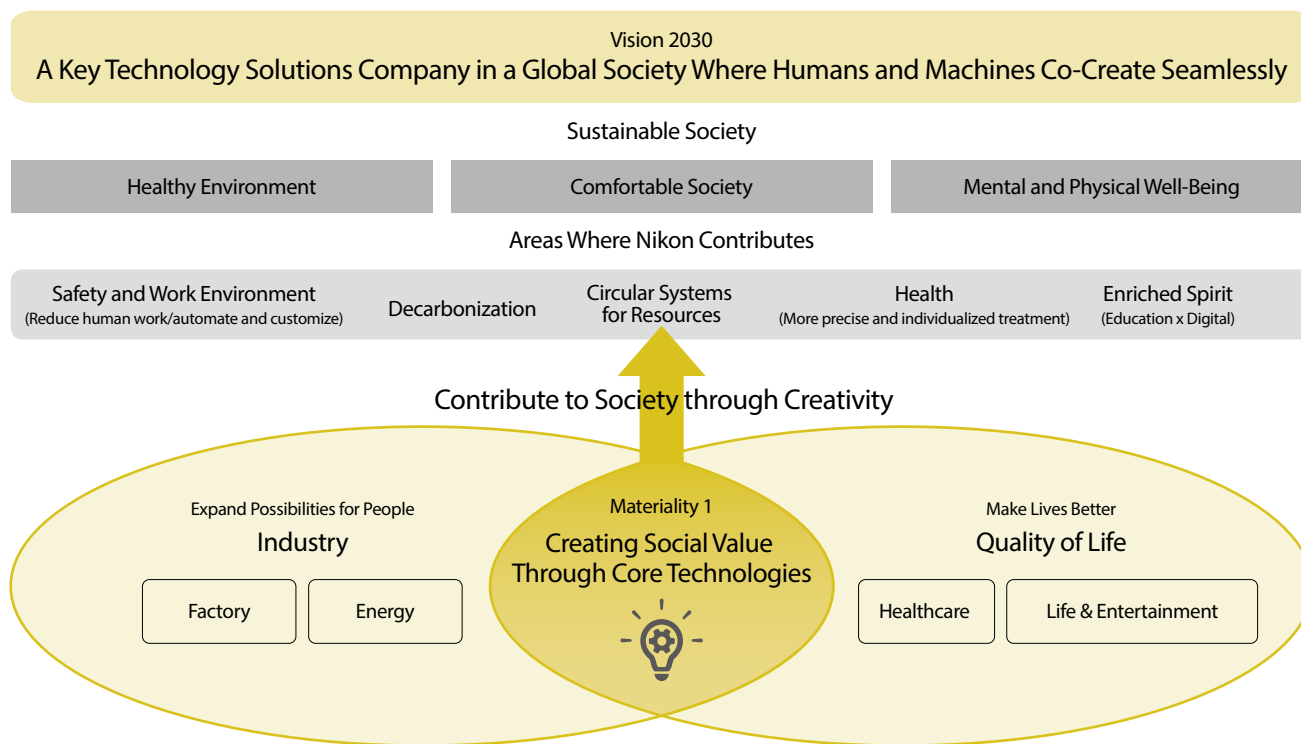 Vision 2030
A Key Technology Solutions Company in a Global Society Where Humans and Machines Co-Create Seamlessly
Sustainable Society
Healthy Environment
Comfortable Society
Mental and Physical Well-Being
Areas Where Nikon Contributes
Safety and Work Environment
(Reduce human work/automate and customize)
Decarbonization
Circular Systems
for Resources
Health
(More precise and individualized treatment)
Enriched Spirit
(Education x Digital)
Contribute to Society through Creativity
Expand Possibilities for People
Industry
Factory
Energy
Materiality 1
Creating Social Value
Through Core Technologies
Make Lives Better
Quality of Life
Healthcare
Life & Entertainment